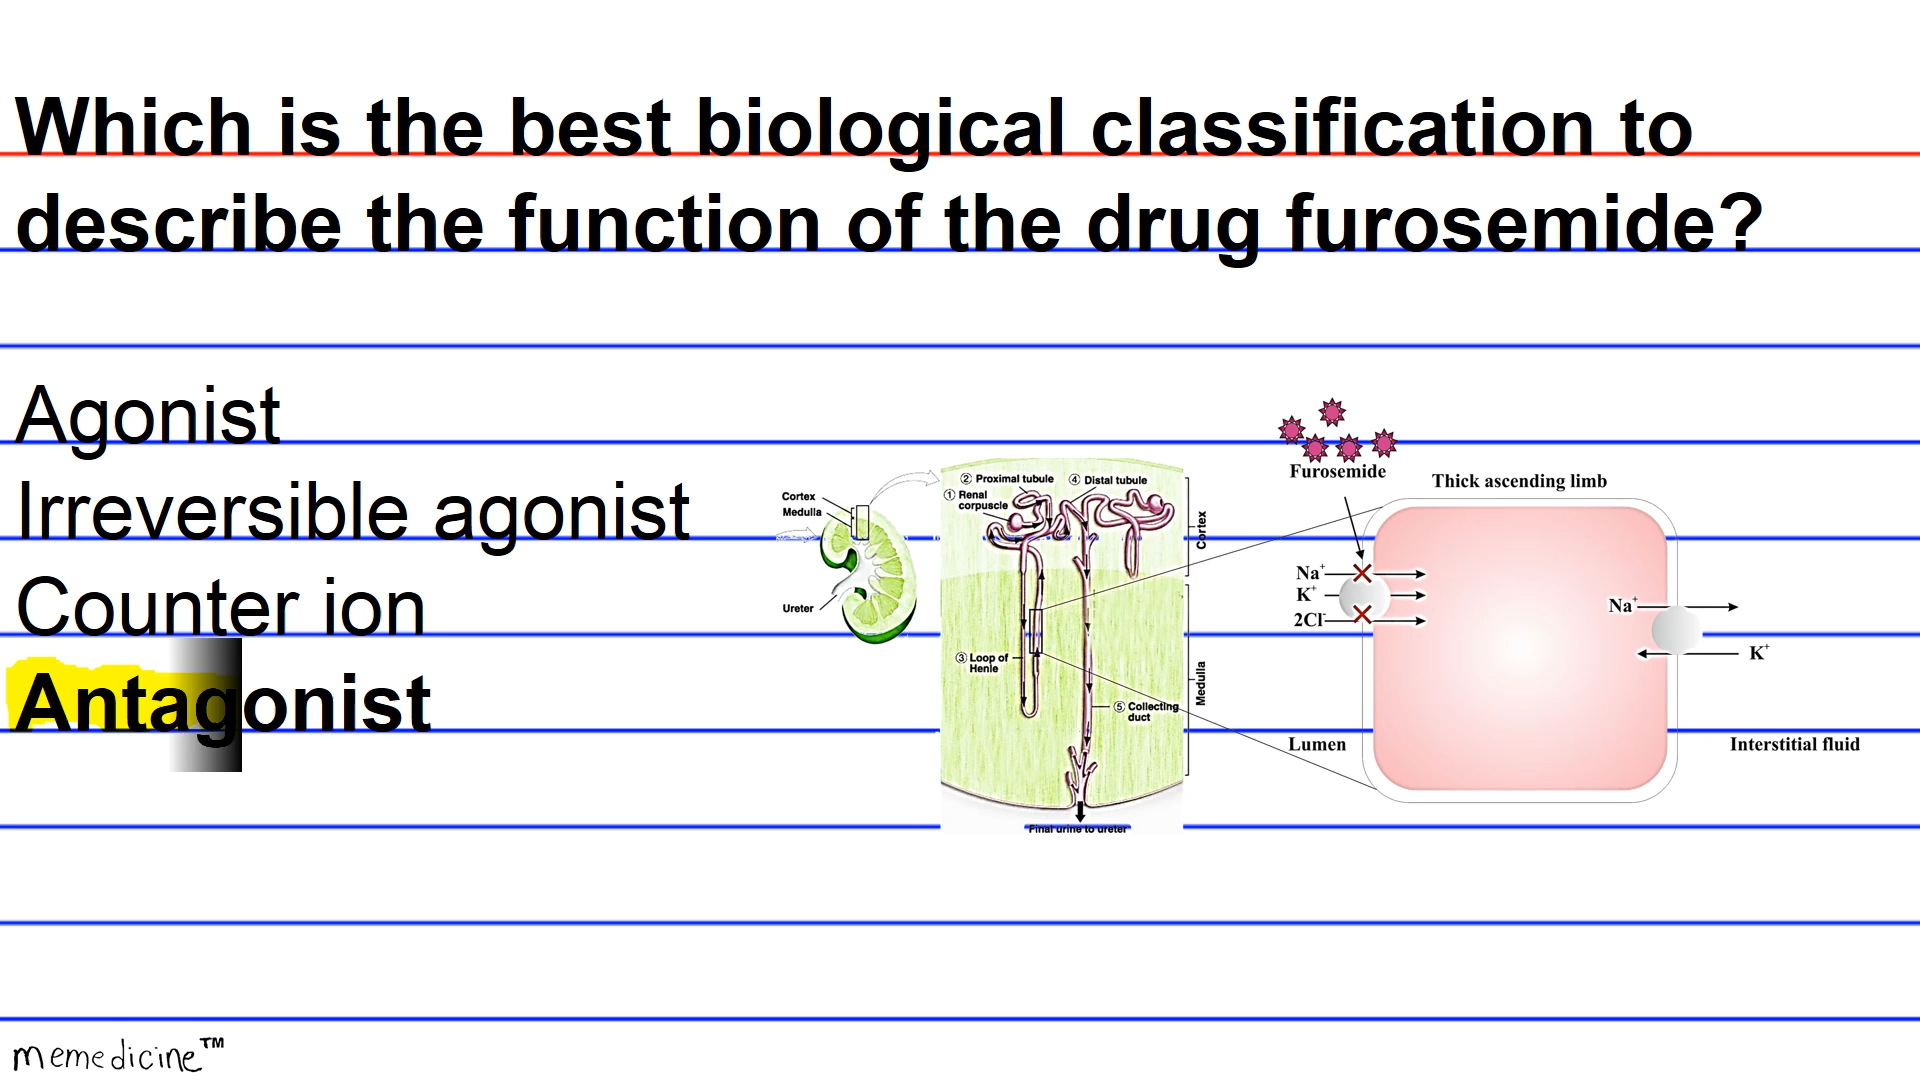 Which is the best biological classification to
describe the function of the drug furosemide?
Agonist
Irreversible agonist
Counter ion
Antagonist
Cortex
Medulla
Ureter
② Proximal tubule
④ Distal tubule
① Renal
corpuscle
Cortex
③ Loop of
Henle
Medulla
⑤ Collecting
duct
Final urine to ureter
Furosemide
Thick ascending limb
Na⁺
K⁺
2Cl⁻
Na⁺
K⁺
Lumen
Interstitial fluid
memedicine™